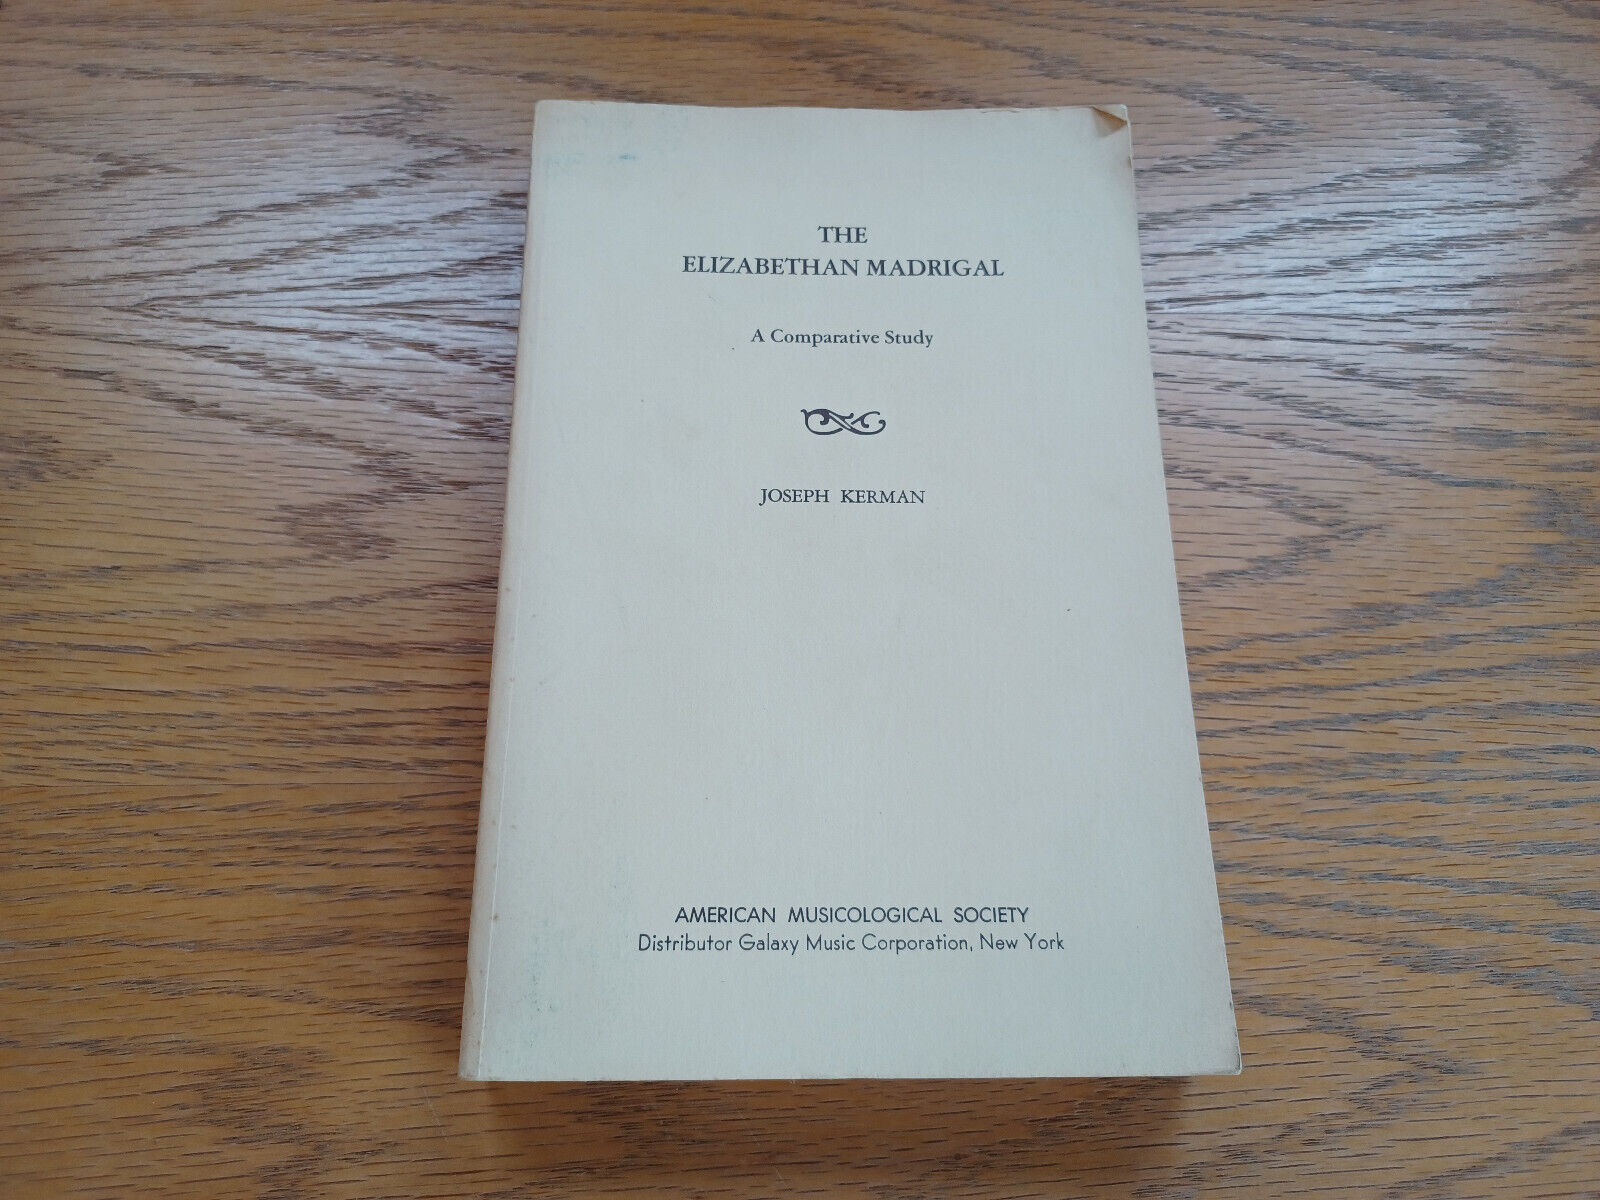 THE
ELIZABETHAN MADRIGAL
A Comparative Study
JOSEPH KERMAN
AMERICAN MUSICOLOGICAL SOCIETY
Distributor Galaxy Music Corporation, New York